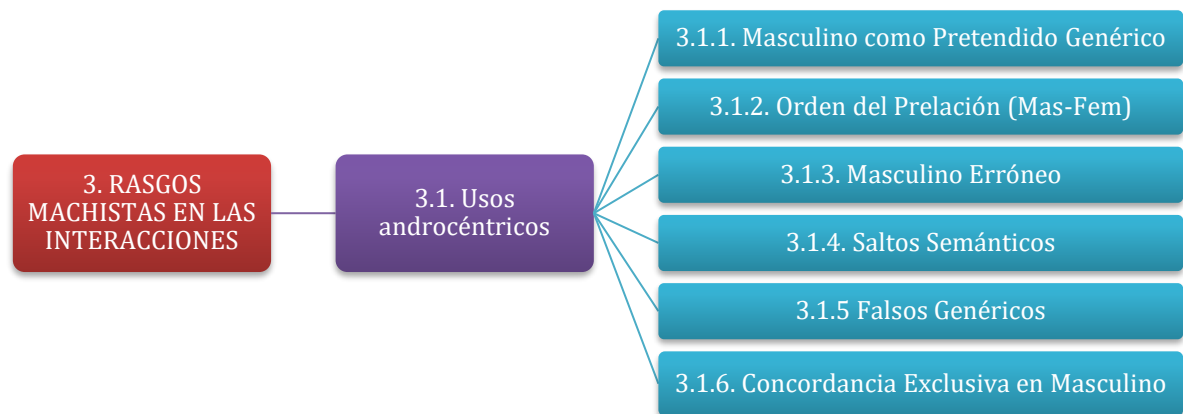 3. RASGOS
MACHISTAS EN LAS
INTERACCIONES
3.1. Usos
androcéntricos
3.1.1. Masculino como Pretendido Genérico
3.1.2. Orden del Prelación (Mas-Fem)
3.1.3. Masculino Erróneo
3.1.4. Saltos Semánticos
3.1.5 Falsos Genéricos
3.1.6. Concordancia Exclusiva en Masculino